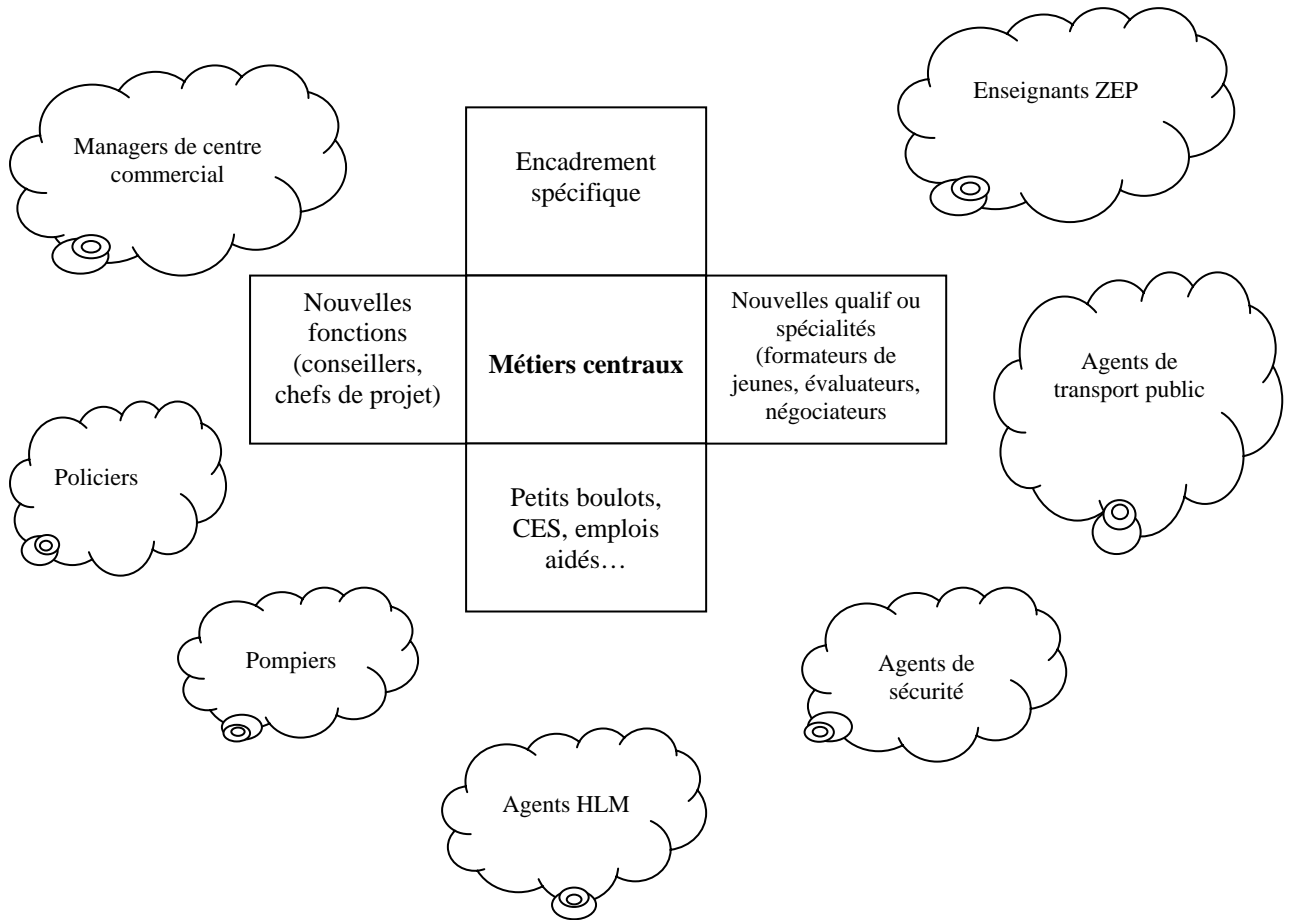 Enseignants ZEP
Managers de centre
commercial
Encadrement
spécifique
Nouvelles
fonctions
(conseillers,
chefs de projet)
Métiers centraux
Nouvelles qualif ou
spécialités
(formateurs de
jeunes, évaluateurs,
négociateurs
Agents de
transport public
Policiers
Petits boulots,
CES, emplois
aidés…
Pompiers
Agents de
sécurité
Agents HLM